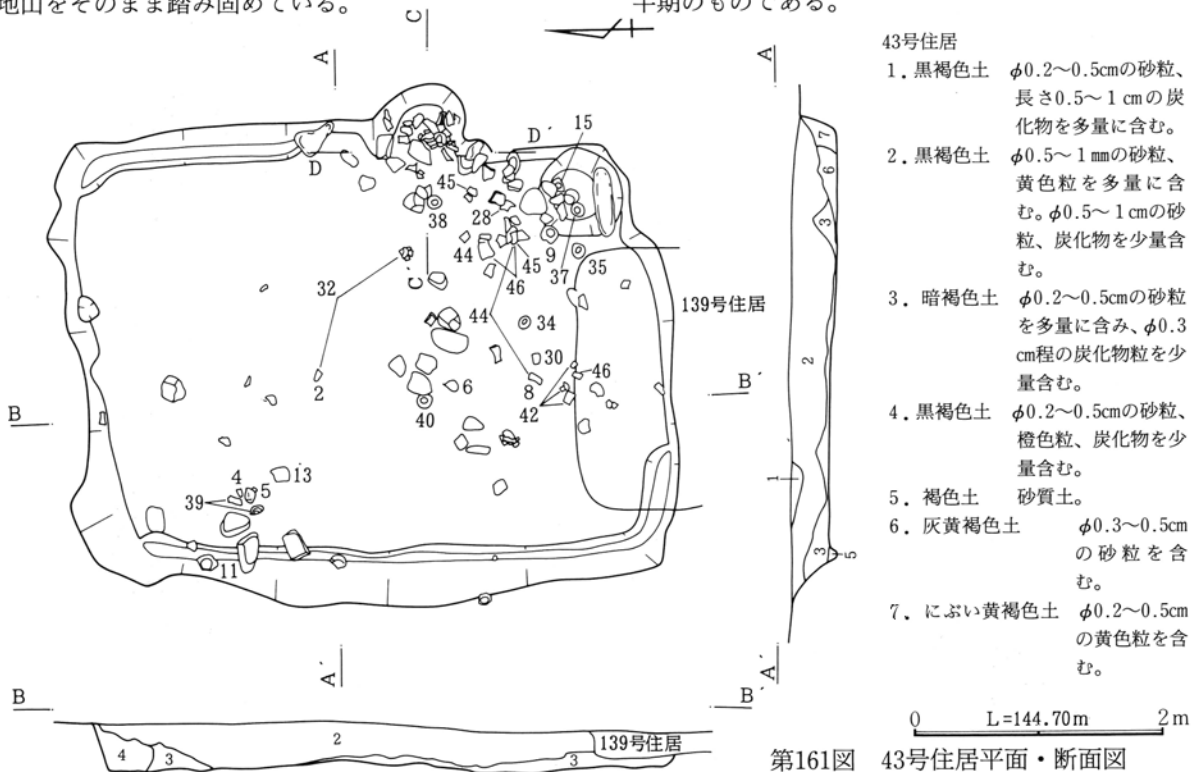 地山をそのまま踏み固めている。
半期のものである。
C
A
A
D
D´
15
45
38
28
44
45
9
46
37
35
C´
32
139号住居
44
34
30
46
2
6
8
42
40
B
B´
13
4
5
39
11
A´
A´
7
6
3
2
1
3
5
B
B´
4
3
2
3
139号住居
43号住居
1．黒褐色土　φ0.2～0.5cmの砂粒、
長さ0.5～1cmの炭
化物を多量に含む。
2．黒褐色土　φ0.5～1mmの砂粒、
黄色粒を多量に含
む。φ0.5～1cmの砂
粒、炭化物を少量含
む。
3．暗褐色土　φ0.2～0.5cmの砂粒
を多量に含み、φ0.3
cm程の炭化物粒を少
量含む。
4．黒褐色土　φ0.2～0.5cmの砂粒、
橙色粒、炭化物を少
量含む。
5．褐色土　砂質土。
6．灰黄褐色土　φ0.3～0.5cm
の砂粒を含
む。
7．にぶい黄褐色土　φ0.2～0.5cm
の黄色粒を含
む。
0　L=144.70m　2m
第161図　43号住居平面・断面図